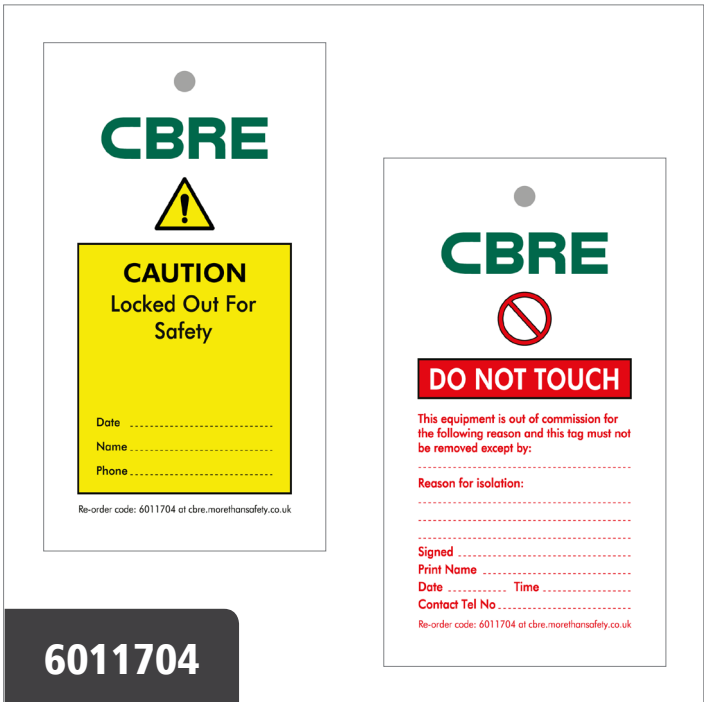 CBRE
CAUTION
Locked Out For
Safety
Date
Name
Phone
Re-order code: 6011704 at cbre.morethansafety.co.uk
CBRE
DO NOT TOUCH
This equipment is out of commission for
the following reason and this tag must not
be removed except by:
Reason for isolation:
Signed
Print Name
Date Time
Contact Tel No
Re-order code: 6011704 at cbre.morethansafety.co.uk
6011704